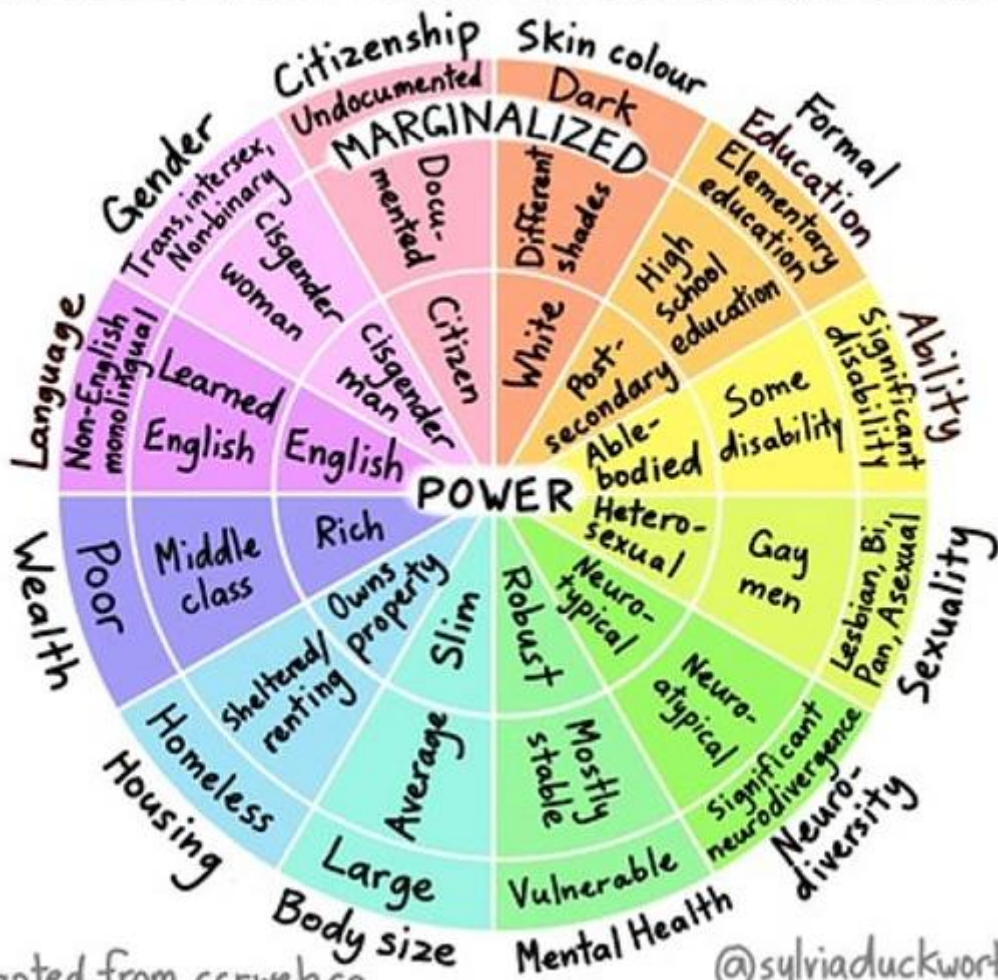 Citizenship
Undocumented
Docu-
mented
Citizen
Skin colour
Dark
Different
shades
White
Formal
Education
Elementary
education
High
school
education
Post-
secondary
Ability
Significant
disability
Some
disability
Able-
bodied
Sexuality
Lesbian, Bi,
Pan, Asexual
Gay
men
Hetero-
sexual
Neuro-
diversity
Significant
neurodivergence
Neuro-
atypical
Neuro-
typical
Mental Health
Vulnerable
Mostly
stable
Robust
Body size
Large
Average
Slim
Housing
Homeless
Sheltered/
renting
Owns
property
Wealth
Poor
Middle
class
Rich
Language
Non-English
monolingual
Learned
English
English
Gender
Trans, intersex,
Non-binary
cisgender
woman
cisgender
man
MARGINALIZED
POWER
@sylviaduckwort